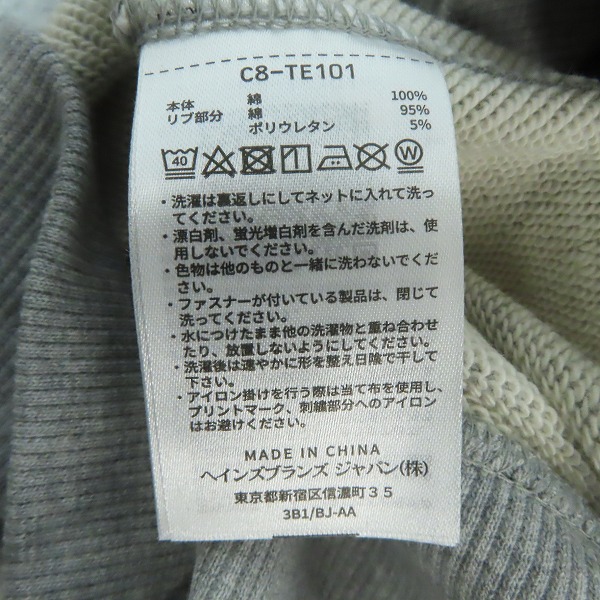 C8-TE101
本体 綿 100%
リブ部分 綿 95%
ポリウレタン 5%
40 W
・洗濯は裏返しにしてネットに入れて洗っ
てください。
・漂白剤、蛍光増白剤を含んだ洗剤は、使
用しないでください。
・色物は他のものと一緒に洗わないでくださ
い。
・ファスナーが付いている製品は、閉じて
洗ってください。
・水につけたまま他の洗濯物と重ね合わせ
たり、放置しないようにしてください。
・洗濯後は速やかに形を整え日陰で干して
下さい。
・アイロン掛けを行う際は当て布を使用し、
プリントマーク、刺繍部分へのアイロン
はお避けください。
MADE IN CHINA
ヘインズブランズ ジャパン(株)
東京都新宿区信濃町35
3B1/BJ-AA